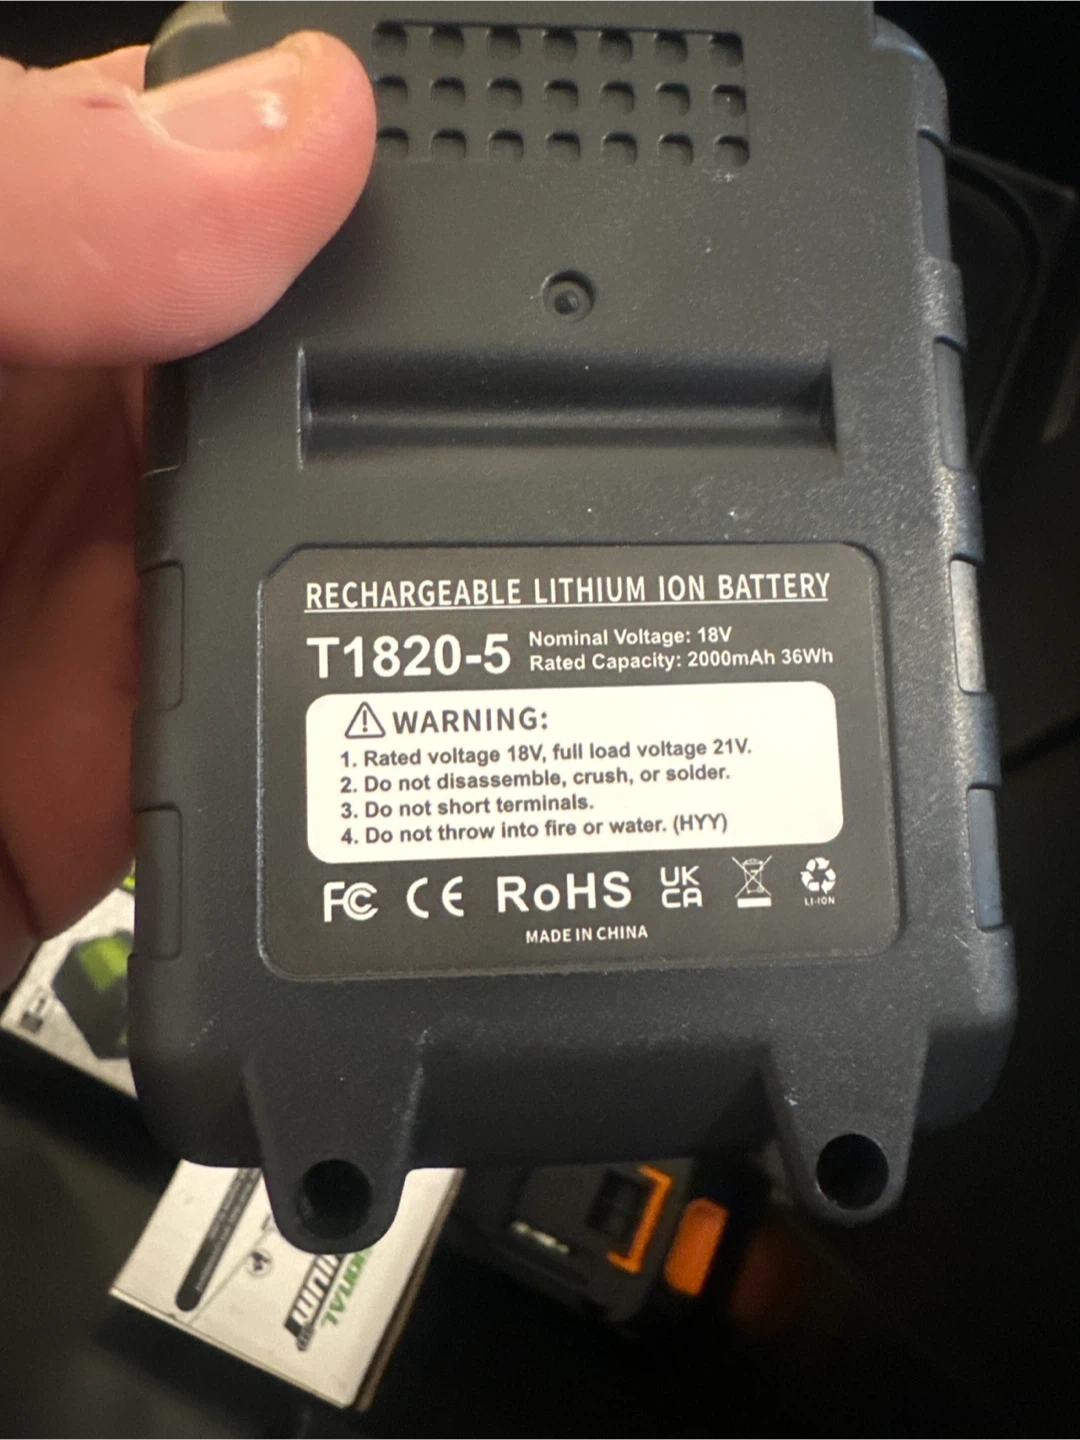 RECHARGEABLE LITHIUM ION BATTERY
T1820-5
Nominal Voltage: 18V
Rated Capacity: 2000mAh 36Wh
WARNING:
1. Rated voltage 18V, full load voltage 21V.
2. Do not disassemble, crush, or solder.
3. Do not short terminals.
4. Do not throw into fire or water. (HYY)
FC CE RoHS UK CA
LI-ION
MADE IN CHINA